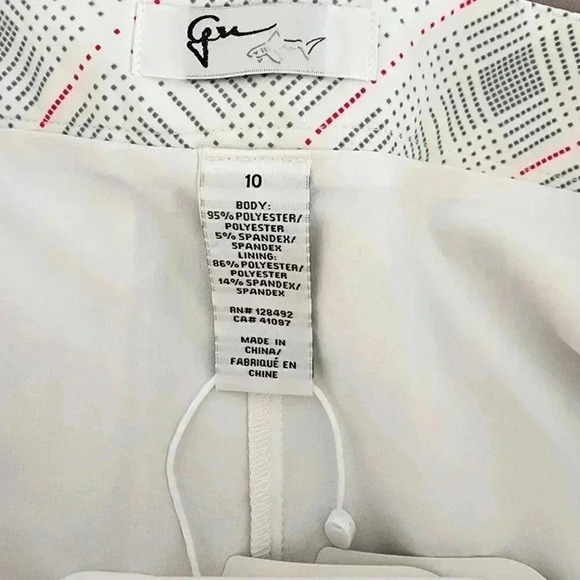 10
BODY:
95% POLYESTER/
POLYESTER
5% SPANDEX/
SPANDEX
LINING:
86% POLYESTER/
POLYESTER
14% SPANDEX/
SPANDEX
RN# 128492
CA# 41097
MADE IN
CHINA/
FABRIQUÉ EN
CHINE